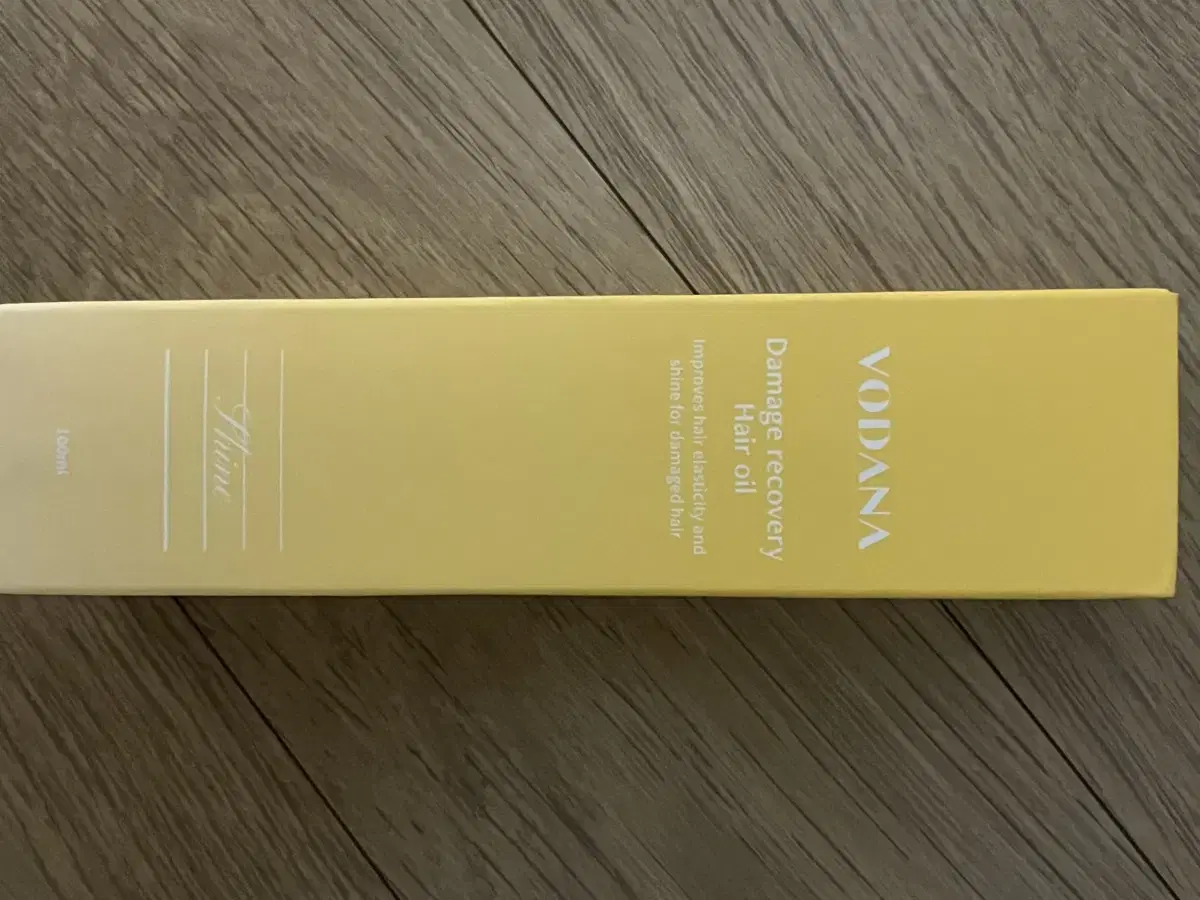 VODANA
Damage recovery
Hair oil
Improves hair elasticity and
shine for damaged hair
Shine
100ml